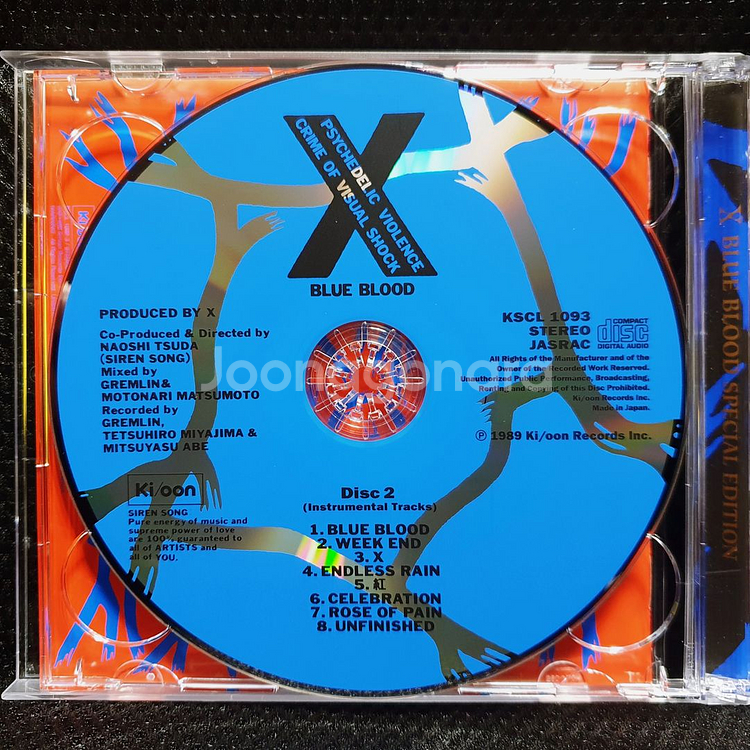 X
PSYCHEDELIC VIOLENCE
CRIME OF VISUAL SHOCK
BLUE BLOOD
PRODUCED BY X
Co-Produced & Directed by
NAOSHI TSUDA
(SIREN SONG)
Mixed by
GREMLIN&
MOTONARI MATSUMOTO
Recorded by
GREMLIN,
TETSUHIRO MIYAJIMA &
MITSUYASU ABE
KSCL 1093
STEREO
JASRAC
COMPACT
disc
DIGITAL AUDIO
All Rights of the Manufacturer and of the
Owner of the Recorded Work Reserved.
Unauthorized Public Performance, Broadcasting,
Renting, and Copying of this Disc Prohibited.
Ki/oon Records Inc.
Made in Japan.
Ⓟ 1989 Ki/oon Records Inc.
Joonggonara
Ki/oon
SIREN SONG
Pure energy of music and
supreme power of love
are 100% guaranteed to
all of ARTISTS and
all of YOU.
Disc 2
(Instrumental Tracks)
1. BLUE BLOOD
2. WEEK END
3. X
4. ENDLESS RAIN
5. 紅
6. CELEBRATION
7. ROSE OF PAIN
8. UNFINISHED
X BLUE BLOOD SPECIAL EDITION